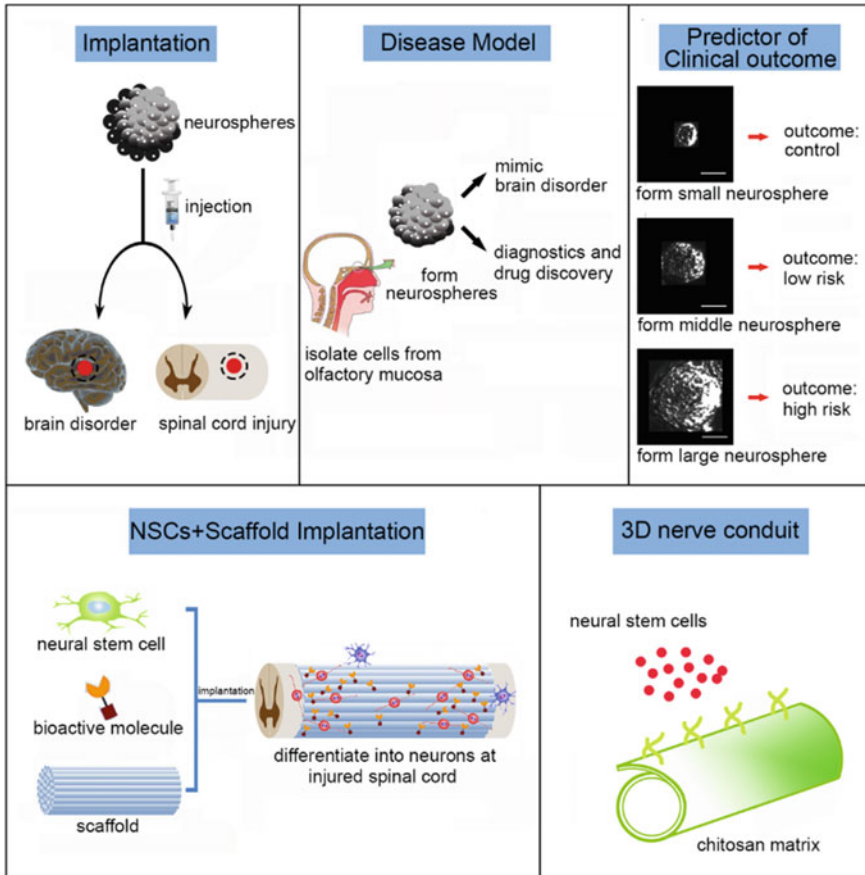 Implantation
neurospheres
injection
brain disorder
spinal cord injury
Disease Model
mimic
brain disorder
diagnostics and
drug discovery
form
neurospheres
isolate cells from
olfactory mucosa
Predictor of
Clinical outcome
outcome:
control
form small neurosphere
outcome:
low risk
form middle neurosphere
outcome:
high risk
form large neurosphere
NSCs+Scaffold Implantation
neural stem cell
bioactive molecule
scaffold
implantation
differentiate into neurons at
injured spinal cord
3D nerve conduit
neural stem cells
chitosan matrix